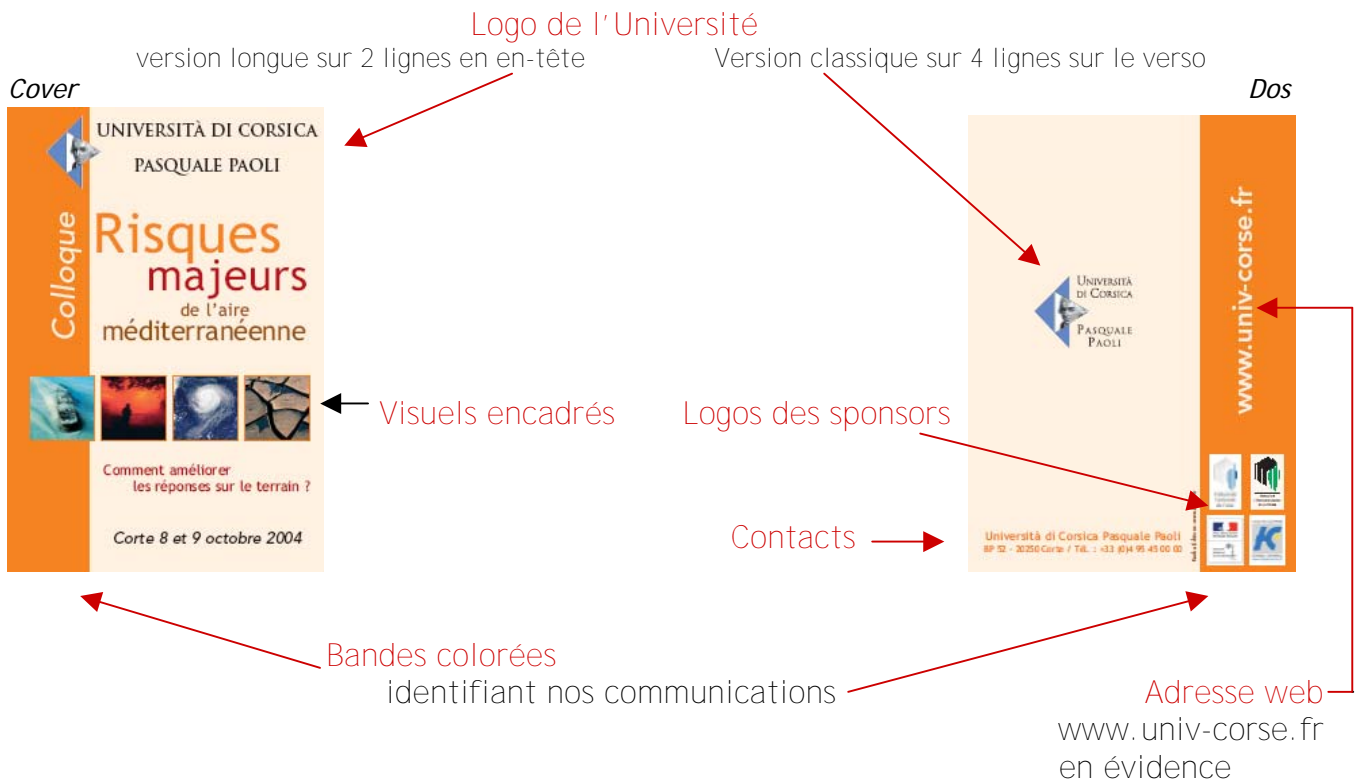 Logo de l'Université
version longue sur 2 lignes en en-tête
Version classique sur 4 lignes sur le verso
Cover
Dos
UNIVERSITÀ DI CORSICA
PASQUALE PAOLI
Colloque
Risques
majeurs
de l'aire
méditerranéenne
Comment améliorer
les réponses sur le terrain ?
Corte 8 et 9 octobre 2004
Visuels encadrés
UNIVERSITÀ
DI CORSICA
PASQUALE
PAOLI
www.univ-corse.fr
Logos des sponsors
Contacts
Università di Corsica Pasquale Paoli
BP 52 - 20250 Corte / Tél. : +33 (0)4 95 45 00 00
Bandes colorées
identifiant nos communications
Adresse web
www.univ-corse.fr
en évidence